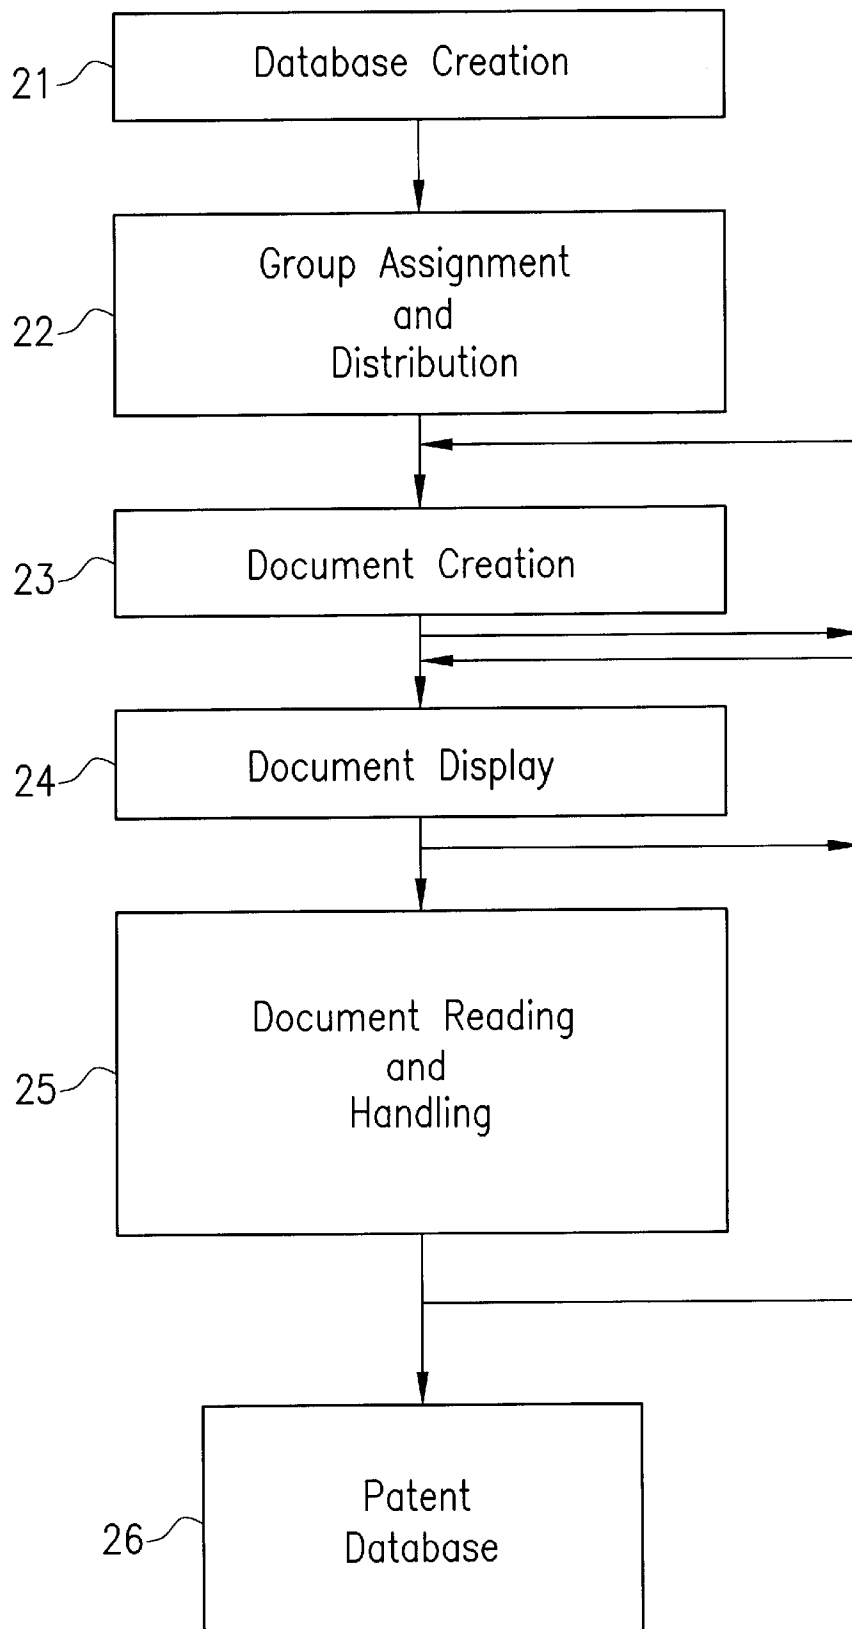 21
Database Creation
22
Group Assignment
and
Distribution
23
Document Creation
24
Document Display
25
Document Reading
and
Handling
26
Patent
Database